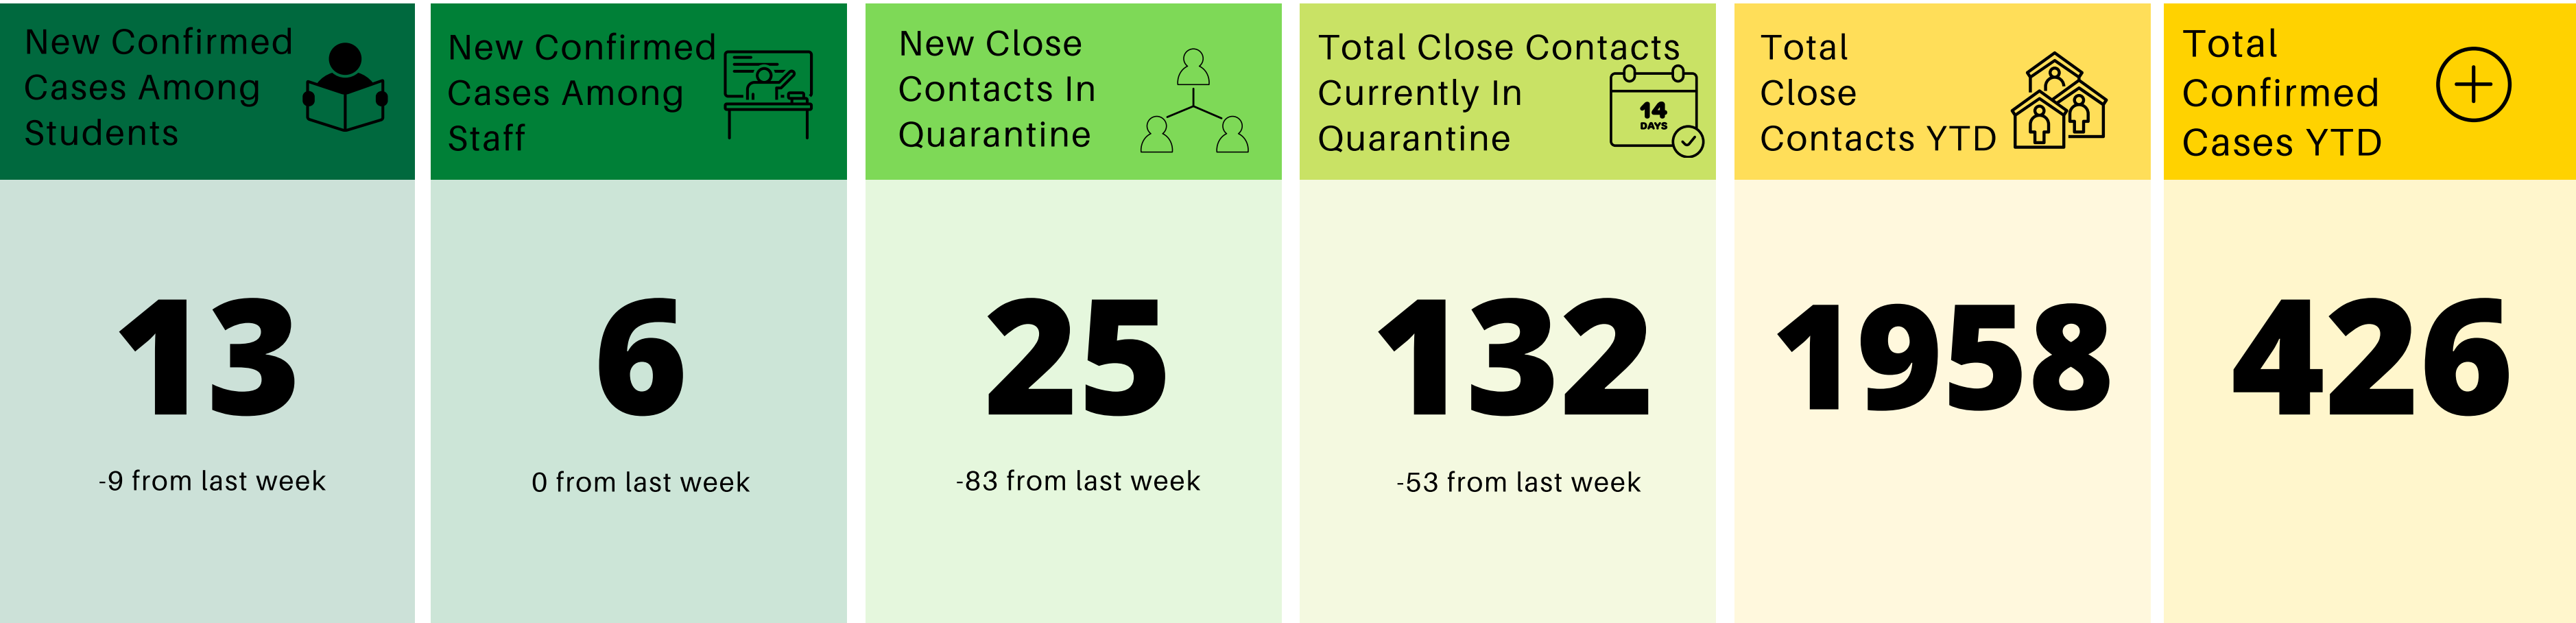 New Confirmed
Cases Among
Students
13
-9 from last week
New Confirmed
Cases Among
Staff
6
0 from last week
New Close
Contacts In
Quarantine
25
-83 from last week
Total Close Contacts
Currently In
Quarantine
14
DAYS
132
-53 from last week
Total
Close
Contacts YTD
1958
Total
Confirmed
Cases YTD
426